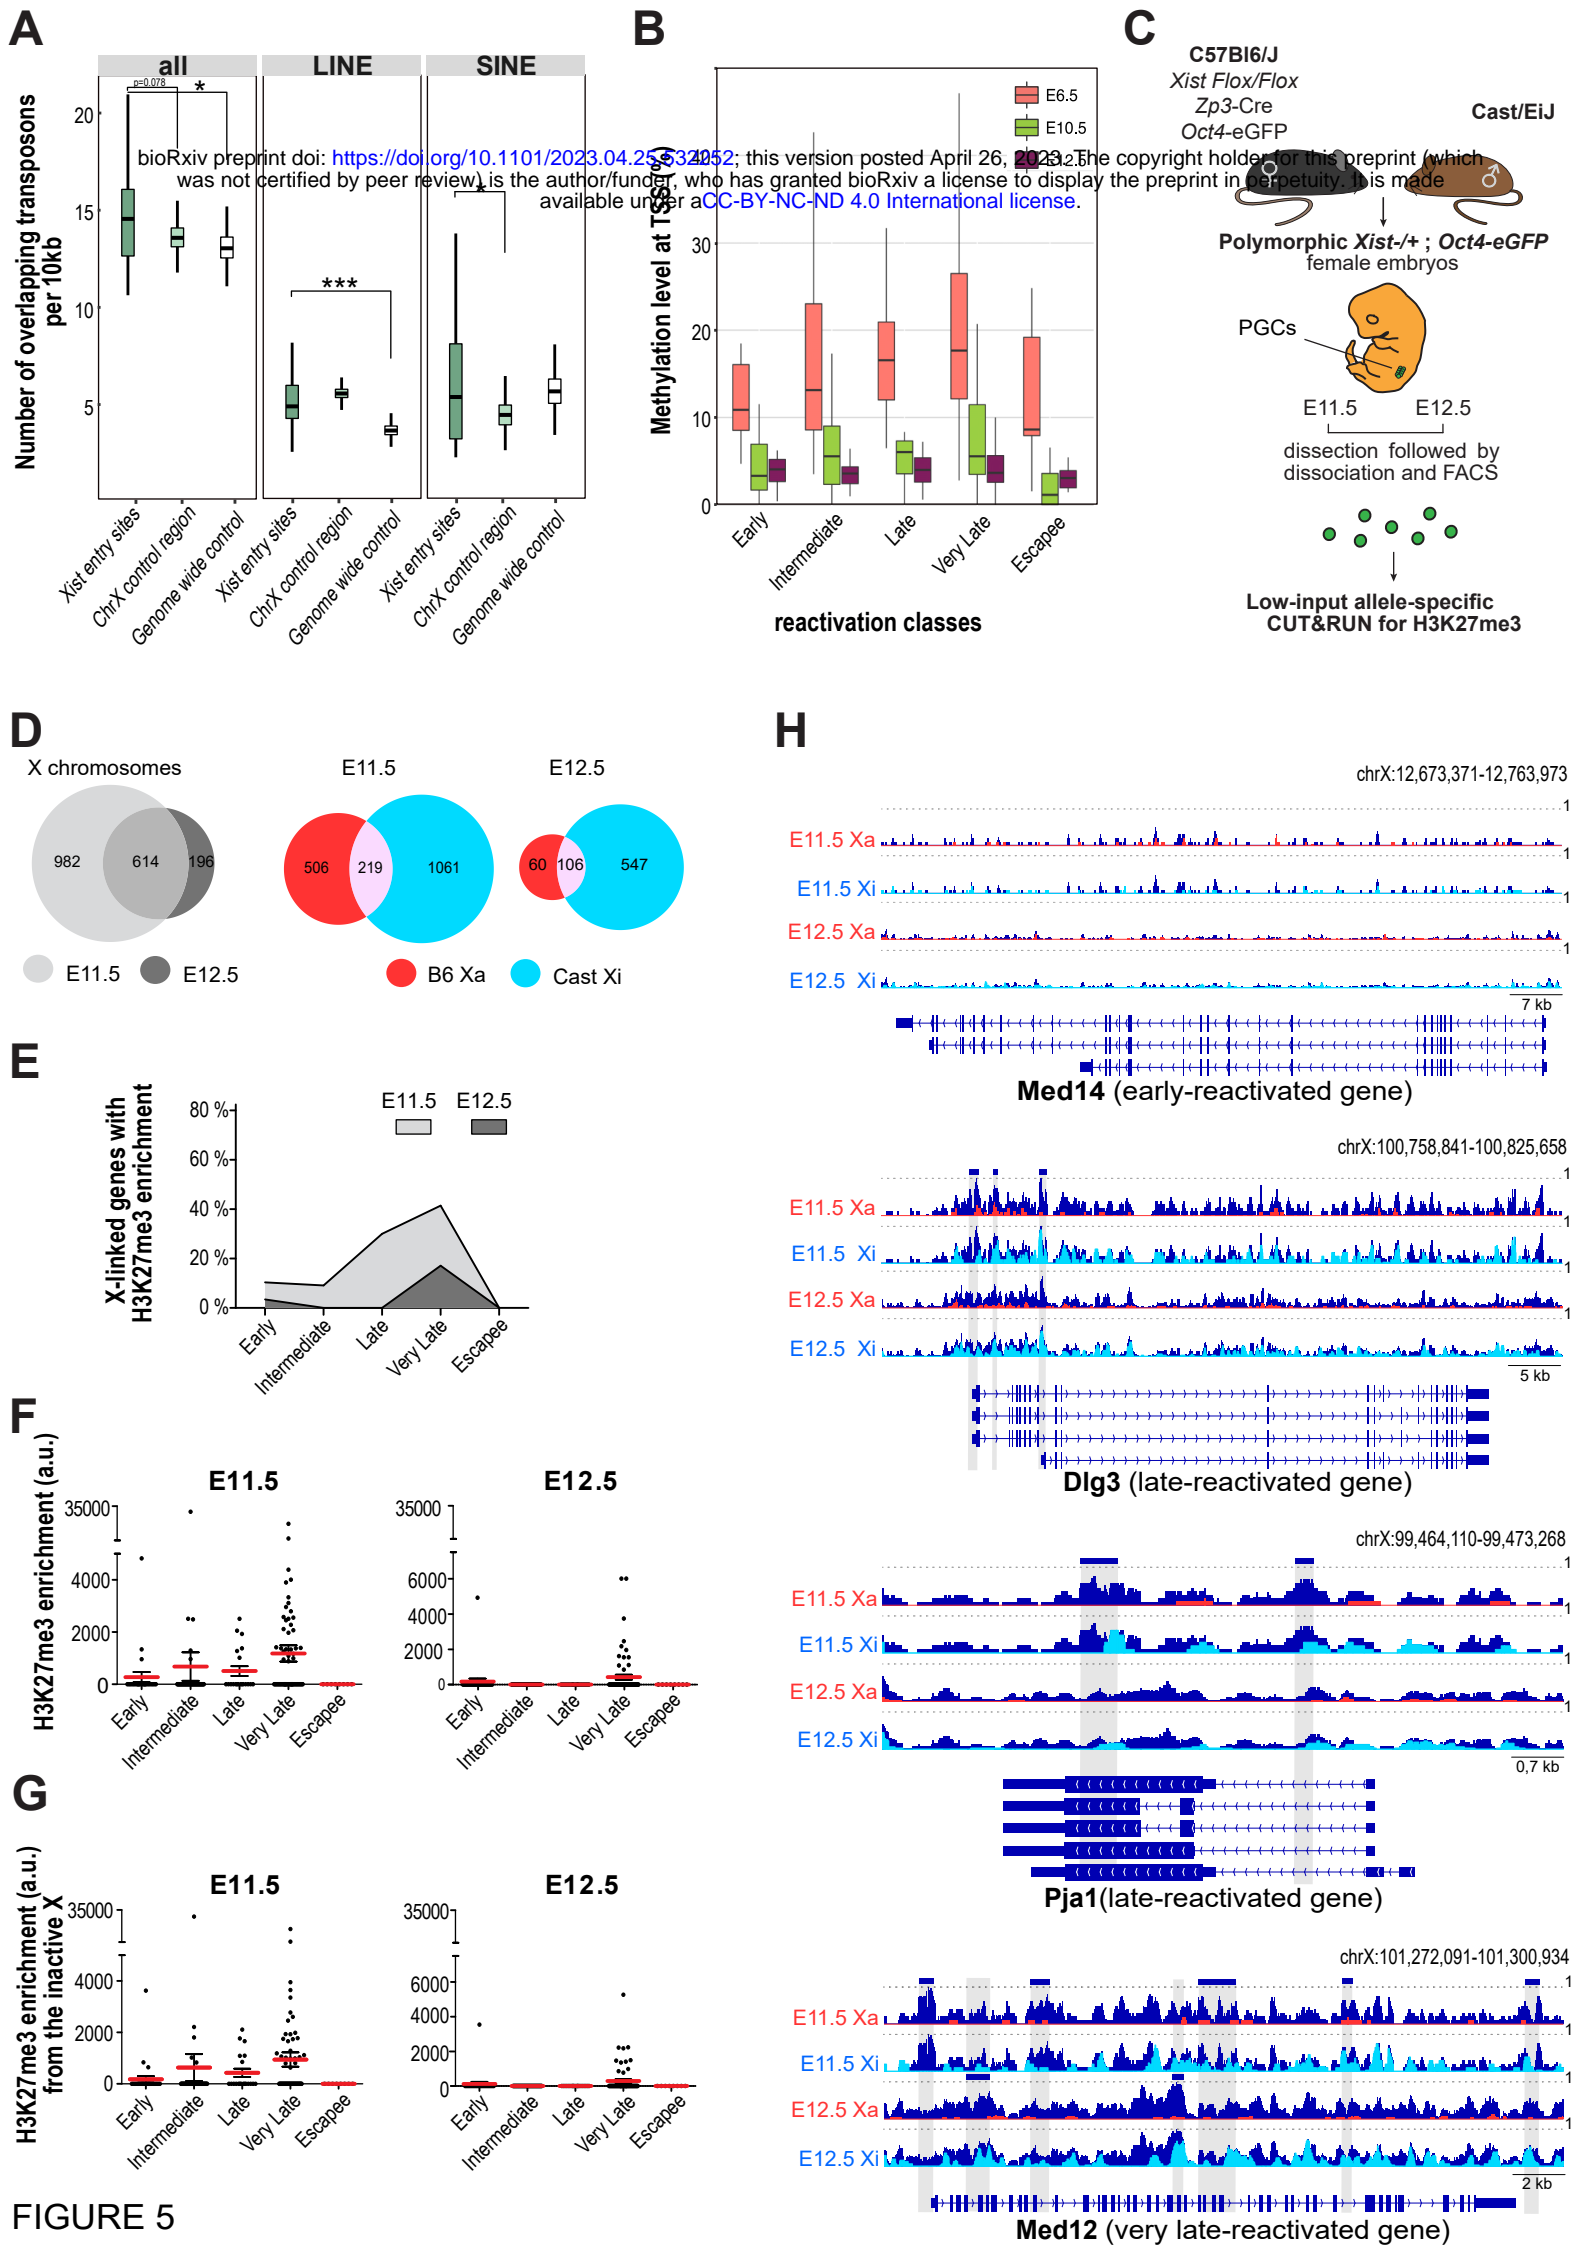 A
all
LINE
SINE
p=0.078
*
***
*
Number of overlapping transposons
per 10kb
20
15
10
5
Xist entry sites
ChrX control region
Genome wide control
Xist entry sites
ChrX control region
Genome wide control
Xist entry sites
ChrX control region
Genome wide control
bioRxiv preprint doi: https://doi.org/10.1101/2023.04.25.532252; this version posted April 26, 2023. The copyright holder for this preprint (which
was not certified by peer review) is the author/funder, who has granted bioRxiv a license to display the preprint in perpetuity. It is made
available under aCC-BY-NC-ND 4.0 International license.
B
Methylation level at TSS (%)
E6.5
E10.5
E12.5
30
20
10
0
Early
Intermediate
Late
Very Late
Escapee
reactivation classes
C
C57Bl6/J
Xist Flox/Flox
Zp3-Cre
Oct4-eGFP
Cast/EiJ
♀
♂
Polymorphic Xist-/+ ; Oct4-eGFP
female embryos
PGCs
E11.5 E12.5
dissection followed by
dissociation and FACS
Low-input allele-specific
CUT&RUN for H3K27me3
D
X chromosomes
982 614 196
E11.5 E12.5
E11.5
506 219 1061
E12.5
60 106 547
B6 Xa Cast Xi
E
X-linked genes with
H3K27me3 enrichment
E11.5 E12.5
80 %
60 %
40 %
20 %
0 %
Early
Intermediate
Late
Very Late
Escapee
F
H3K27me3 enrichment (a.u.)
E11.5
35000
4000
2000
0
Early
Intermediate
Late
Very Late
Escapee
E12.5
35000
6000
4000
2000
0
Early
Intermediate
Late
Very Late
Escapee
G
H3K27me3 enrichment (a.u.)
from the inactive X
E11.5
35000
4000
2000
0
Early
Intermediate
Late
Very Late
Escapee
E12.5
35000
6000
4000
2000
0
Early
Intermediate
Late
Very Late
Escapee
H
chrX:12,673,371-12,763,973
1
E11.5 Xa
1
E11.5 Xi
1
E12.5 Xa
1
E12.5 Xi
7 kb
Med14 (early-reactivated gene)
chrX:100,758,841-100,825,658
1
E11.5 Xa
1
E11.5 Xi
1
E12.5 Xa
1
E12.5 Xi
5 kb
Dlg3 (late-reactivated gene)
chrX:99,464,110-99,473,268
1
E11.5 Xa
1
E11.5 Xi
1
E12.5 Xa
1
E12.5 Xi
0,7 kb
Pja1(late-reactivated gene)
chrX:101,272,091-101,300,934
1
E11.5 Xa
1
E11.5 Xi
1
E12.5 Xa
1
E12.5 Xi
2 kb
Med12 (very late-reactivated gene)
FIGURE 5